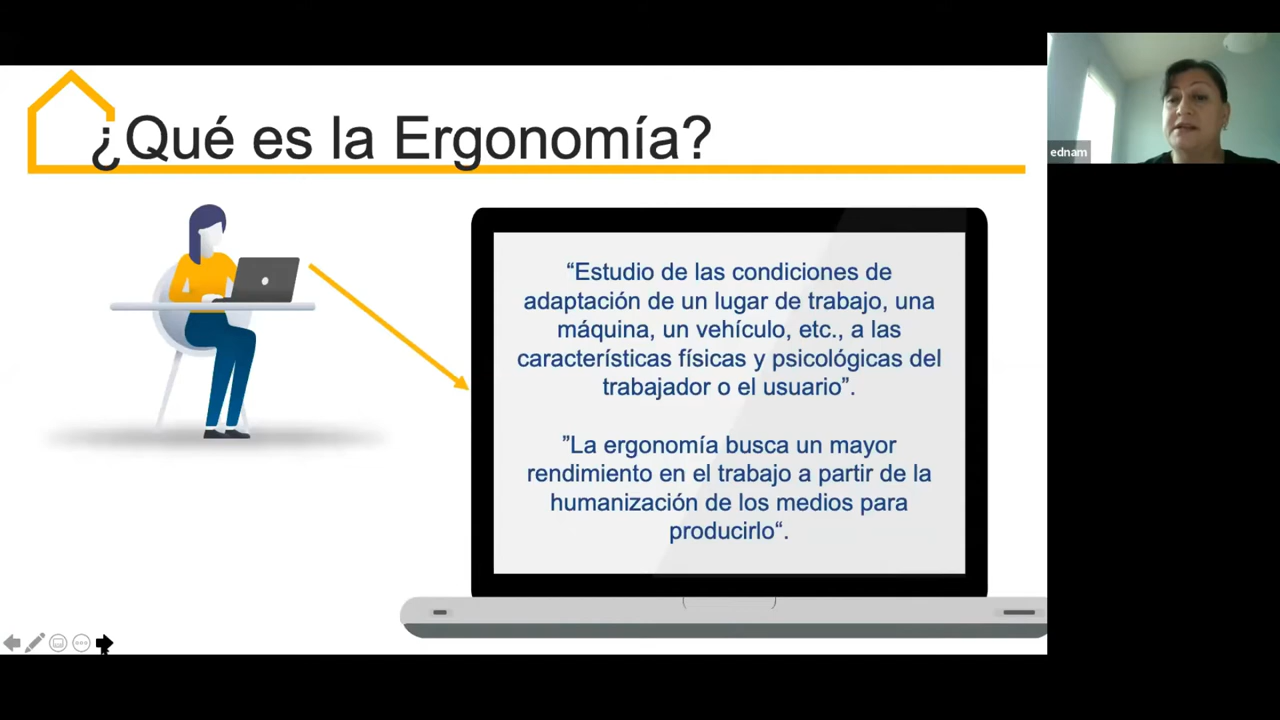 ¿Qué es la Ergonomía?
ednam
“Estudio de las condiciones de
adaptación de un lugar de trabajo, una
máquina, un vehículo, etc., a las
características físicas y psicológicas del
trabajador o el usuario”.
”La ergonomía busca un mayor
rendimiento en el trabajo a partir de la
humanización de los medios para
producirlo“.